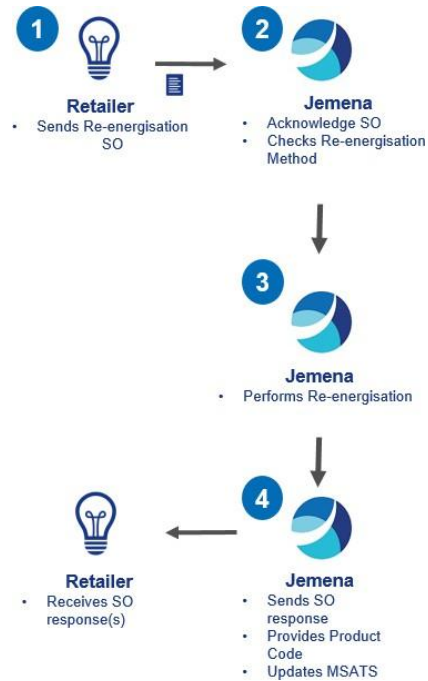 1
Retailer
• Sends Re-energisation
SO
2
Jemena
• Acknowledge SO
• Checks Re-energisation
Method
3
Jemena
• Performs Re-energisation
4
Jemena
• Sends SO
response
• Provides Product
Code
• Updates MSATS
Retailer
• Receives SO
response(s)